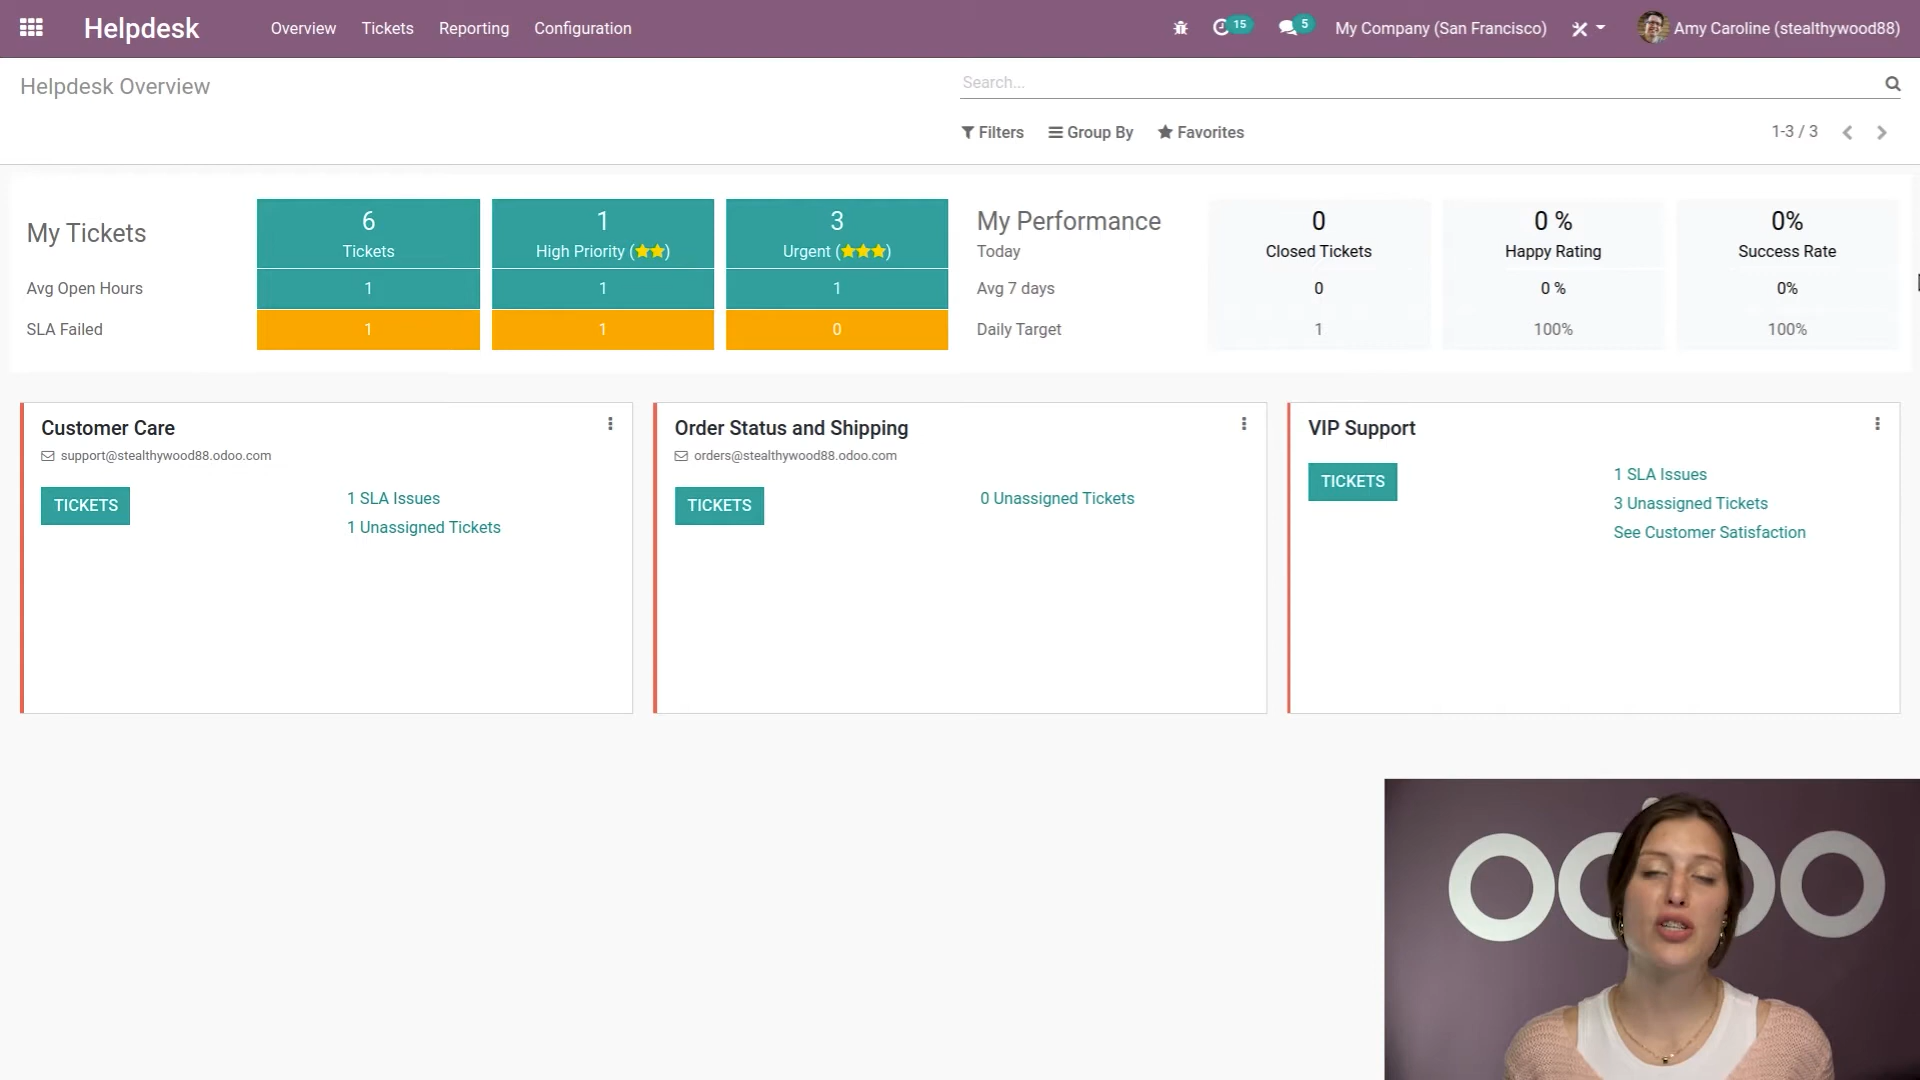 Helpdesk Overview Tickets Reporting Configuration 15 5 My Company (San Francisco) Amy Caroline (stealthywood88)
Helpdesk Overview
Search...
Filters Group By Favorites 1-3 / 3
My Tickets
6 1 3
Tickets High Priority (★★) Urgent (★★★)
Avg Open Hours 1 1 1
SLA Failed 1 1 0
My Performance
0 0 % 0%
Today Closed Tickets Happy Rating Success Rate
Avg 7 days 0 0 % 0%
Daily Target 1 100% 100%
Customer Care
support@stealthywood88.odoo.com
TICKETS
1 SLA Issues
1 Unassigned Tickets
Order Status and Shipping
orders@stealthywood88.odoo.com
TICKETS
0 Unassigned Tickets
VIP Support
TICKETS
1 SLA Issues
3 Unassigned Tickets
See Customer Satisfaction
odoo